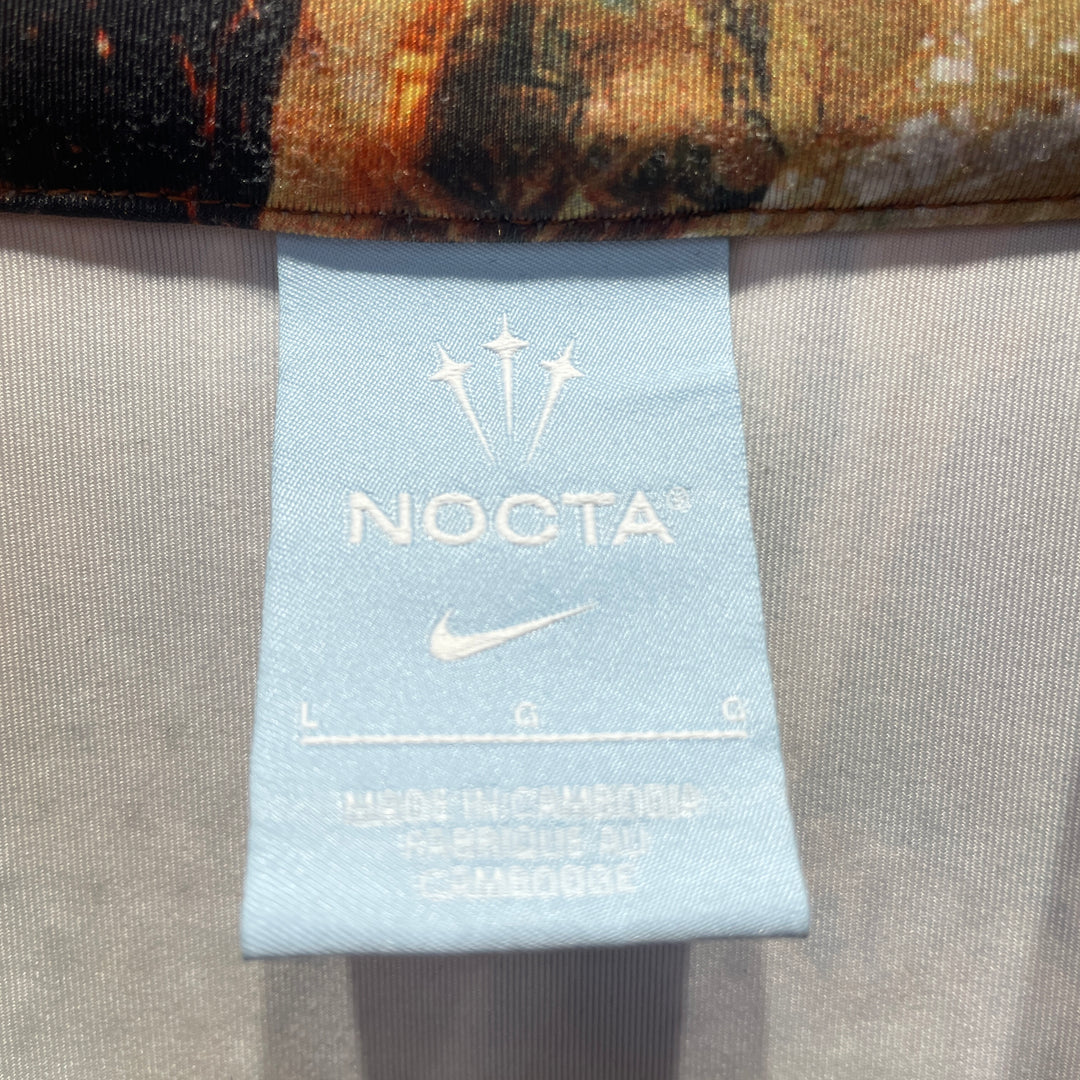 NOCTA®
L G G
MADE IN CAMBODIA
FABRIQUE AU
CAMBODGE